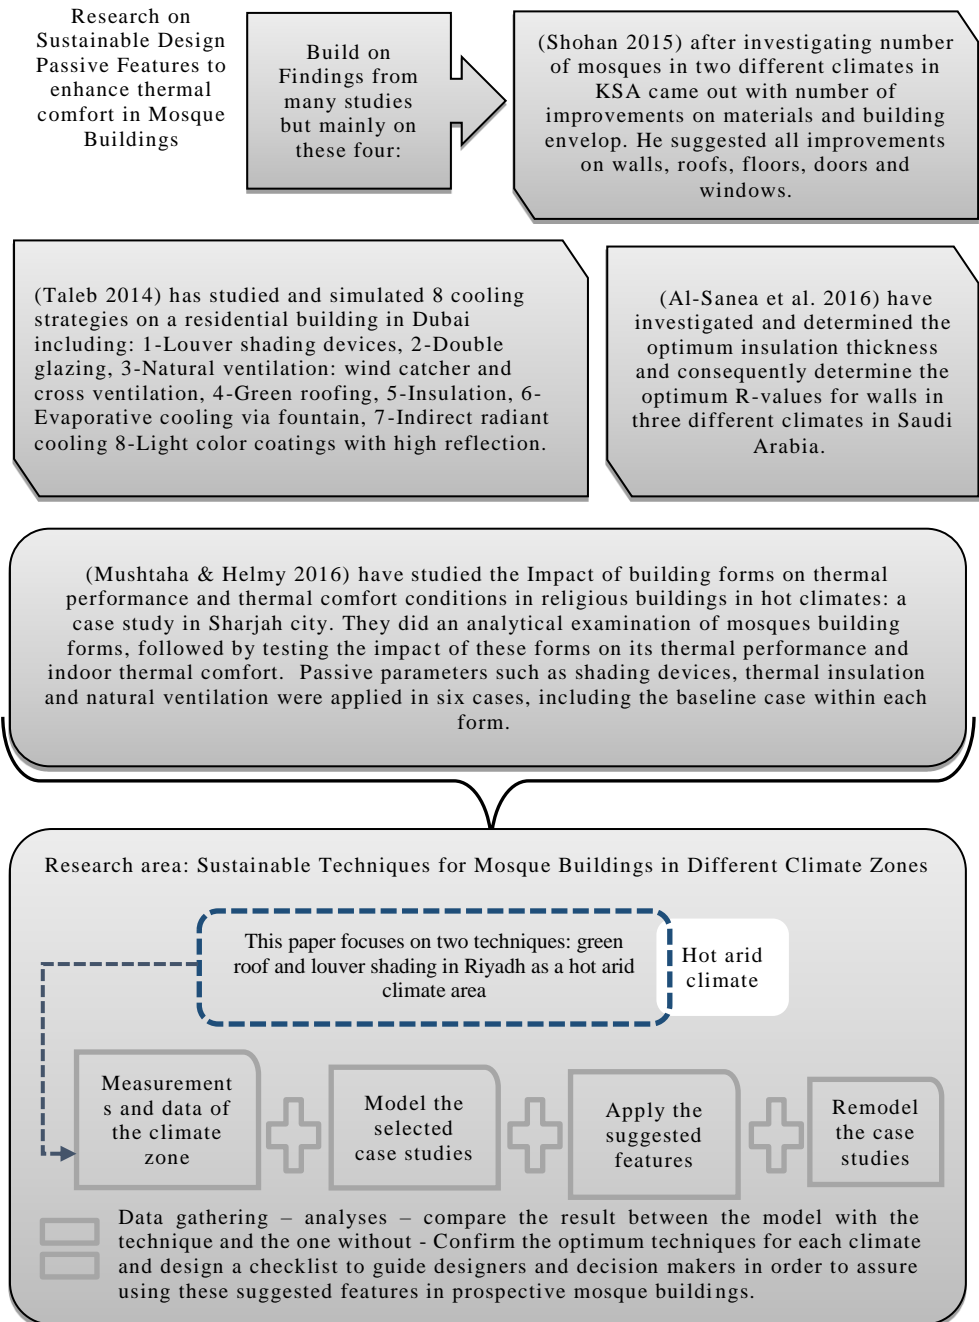 Research on
Sustainable Design
Passive Features to
enhance thermal
comfort in Mosque
Buildings
Build on
Findings from
many studies
but mainly on
these four:
(Shohan 2015) after investigating number
of mosques in two different climates in
KSA came out with number of
improvements on materials and building
envelop. He suggested all improvements
on walls, roofs, floors, doors and
windows.
(Taleb 2014) has studied and simulated 8 cooling
strategies on a residential building in Dubai
including: 1-Louver shading devices, 2-Double
glazing, 3-Natural ventilation: wind catcher and
cross ventilation, 4-Green roofing, 5-Insulation, 6-
Evaporative cooling via fountain, 7-Indirect radiant
cooling 8-Light color coatings with high reflection.
(Al-Sanea et al. 2016) have
investigated and determined the
optimum insulation thickness
and consequently determine the
optimum R-values for walls in
three different climates in Saudi
Arabia.
(Mushtaha & Helmy 2016) have studied the Impact of building forms on thermal
performance and thermal comfort conditions in religious buildings in hot climates: a
case study in Sharjah city. They did an analytical examination of mosques building
forms, followed by testing the impact of these forms on its thermal performance and
indoor thermal comfort. Passive parameters such as shading devices, thermal insulation
and natural ventilation were applied in six cases, including the baseline case within each
form.
Research area: Sustainable Techniques for Mosque Buildings in Different Climate Zones
This paper focuses on two techniques: green
roof and louver shading in Riyadh as a hot arid
climate area
Hot arid
climate
Measurement
s and data of
the climate
zone
Model the
selected
case studies
Apply the
suggested
features
Remodel
the case
studies
Data gathering – analyses – compare the result between the model with the
technique and the one without - Confirm the optimum techniques for each climate
and design a checklist to guide designers and decision makers in order to assure
using these suggested features in prospective mosque buildings.